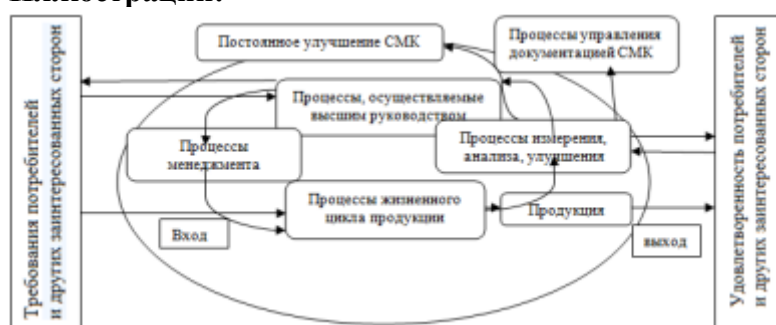 Требования потребителей
и других заинтересованных сторон
Постоянное улучшение СМК
Процессы управления
документацией СМК
Процессы, осуществляемые
высшим руководством
Процессы
менеджмента
Процессы измерения,
анализа, улучшения
Процессы жизненного
цикла продукции
Продукция
Вход
выход
Удовлетворенность потребителей
и других заинтересованных сторон